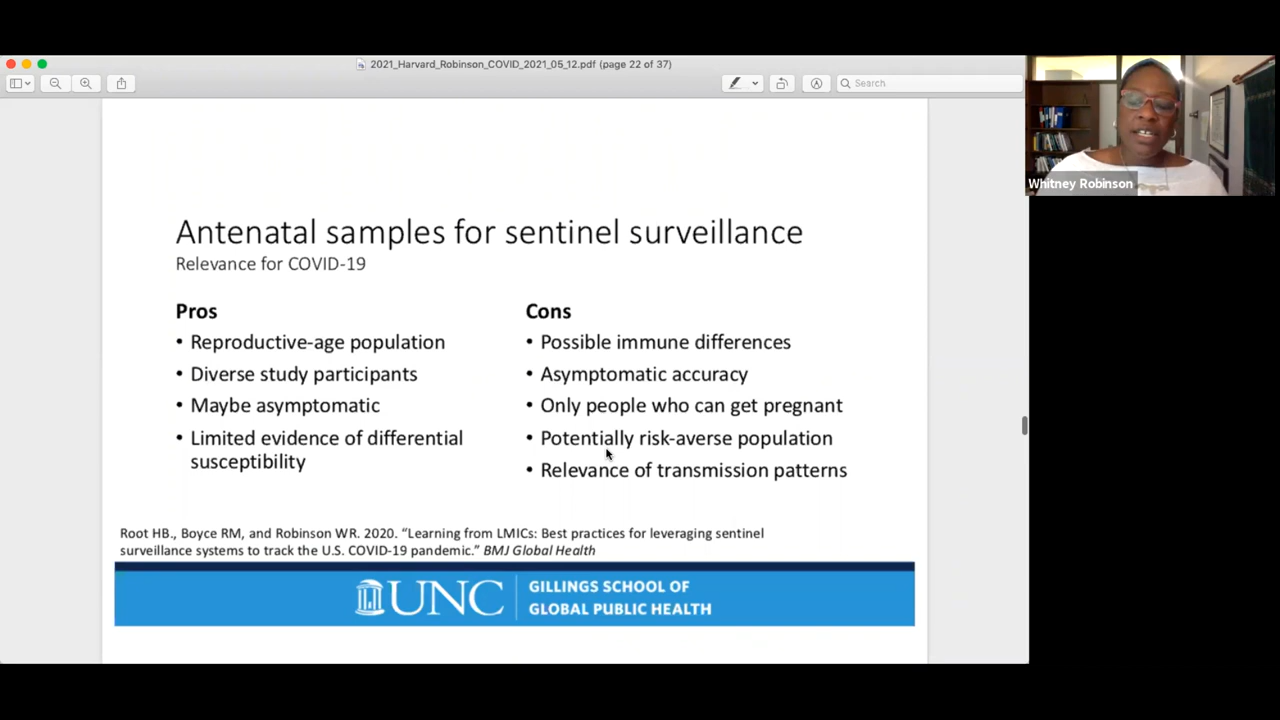 2021_Harvard_Robinson_COVID_2021_05_12.pdf (page 22 of 37)
Search
Whitney Robinson
Antenatal samples for sentinel surveillance
Relevance for COVID-19
Pros
• Reproductive-age population
• Diverse study participants
• Maybe asymptomatic
• Limited evidence of differential
susceptibility
Cons
• Possible immune differences
• Asymptomatic accuracy
• Only people who can get pregnant
• Potentially risk-averse population
• Relevance of transmission patterns
Root HB., Boyce RM, and Robinson WR. 2020. “Learning from LMICs: Best practices for leveraging sentinel
surveillance systems to track the U.S. COVID-19 pandemic.” BMJ Global Health
UNC
GILLINGS SCHOOL OF
GLOBAL PUBLIC HEALTH